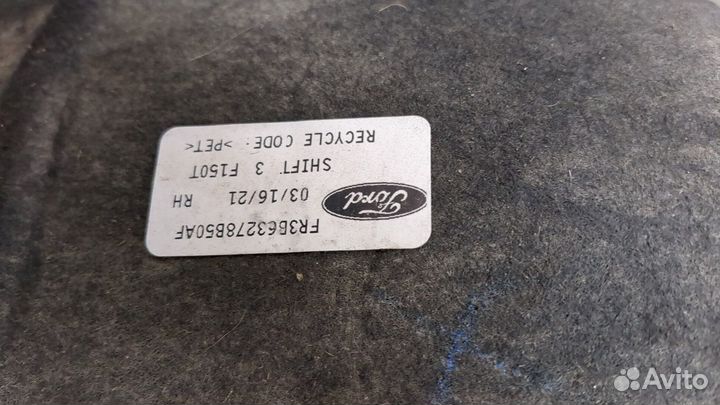 FR3B63278B50AF
Ford
03/16/21 RH
SHIFT 3 F150T
RECYCLE CODE: >PET<
Avito